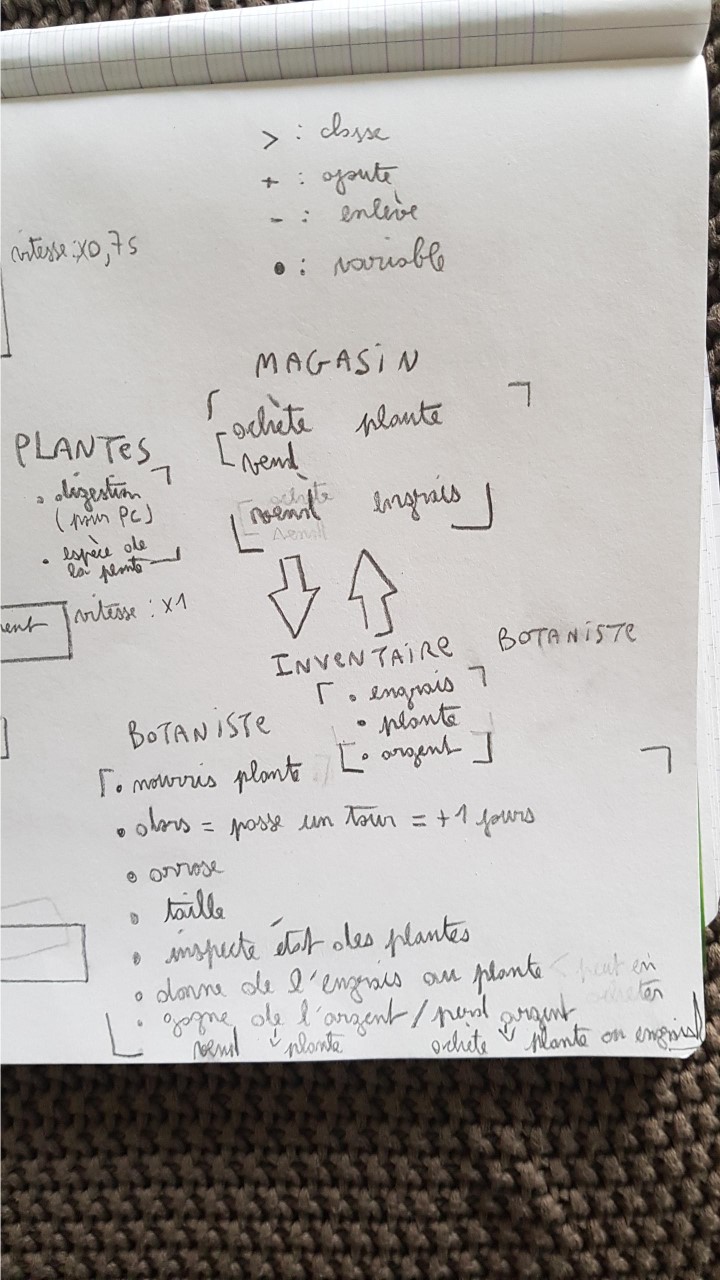 > : classe
+ : ajoute
- : enlève
• : variable
vitesse : x0,75
MAGASIN
achète plante
vend
vend engrais
PLANTES
• digestion
(pour PC)
• espèce de
la plante
vitesse : x1
ment
INVENTAIRE BOTANISTE
• engrais
• plante
• argent
BOTANISTE
• nourris plante
• dors = passe un tour = +1 jours
• arrose
• taille
• inspecte état des plantes
• donne de l'engrais au plante < peut en
acheter
• gagne de l'argent / perd argent
vend plante achète plante ou engrais